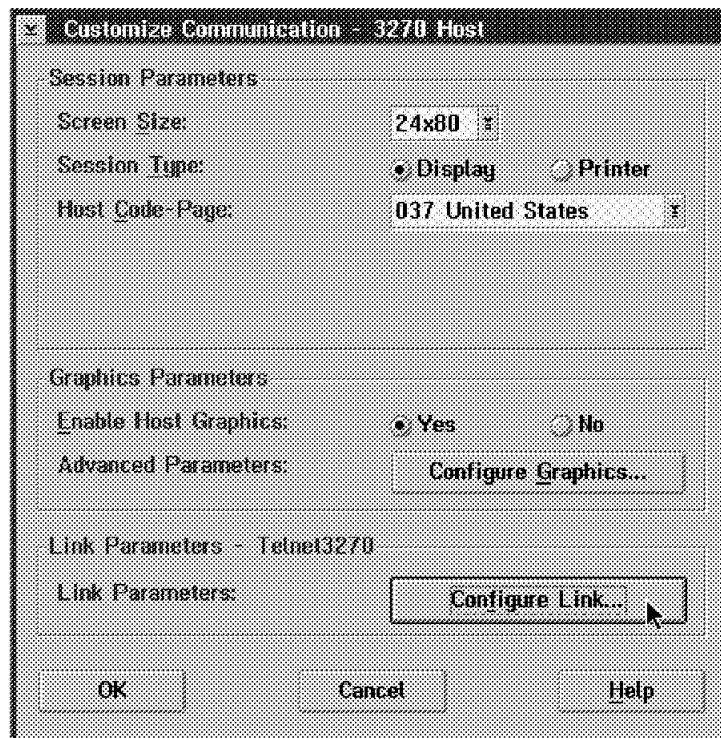 Customize Communication - 3270 Host
Session Parameters
Screen Size: 24x80
Session Type: Display Printer
Host Code-Page: 037 United States
Graphics Parameters
Enable Host Graphics: Yes No
Advanced Parameters: Configure Graphics...
Link Parameters - Telnet3270
Link Parameters: Configure Link...
OK Cancel Help